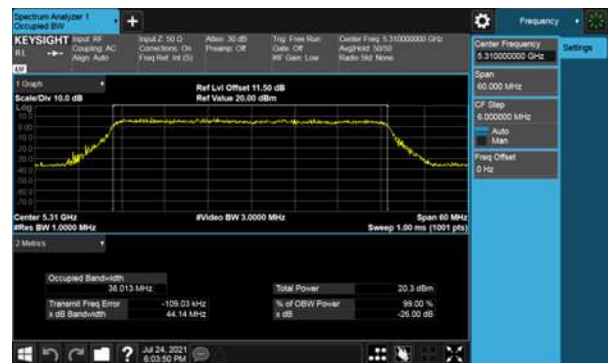 Spectrum Analyzer 1
Occupied BW
Frequency
KEYSIGHT
Input: RF
Coupling: AC
Align: Auto
Input Z: 50 Ω
Corrections: On
Freq Ref: Int (S)
Atten: 30 dB
Preamp: Off
Trig: Free Run
Gate: Off
#IF Gain: Low
Center Freq: 5.310000000 GHz
Avg|Hold: 50/50
Radio Std: None
Center Frequency
5.310000000 GHz
Settings
Span
60.000 MHz
CF Step
6.000000 MHz
Auto
Man
Freq Offset
0 Hz
1 Graph
Scale/Div 10.0 dB
Ref Lvl Offset 11.50 dB
Ref Value 20.00 dBm
Log
Center 5.31 GHz
#Res BW 1.0000 MHz
#Video BW 3.0000 MHz
Span 60 MHz
Sweep 1.00 ms (1001 pts)
2 Metrics
Occupied Bandwidth
36.013 MHz
Total Power
20.3 dBm
Transmit Freq Error
-109.03 kHz
% of OBW Power
99.00 %
x dB Bandwidth
44.14 MHz
x dB
-26.00 dB
Jul 24, 2021
6:03:50 PM